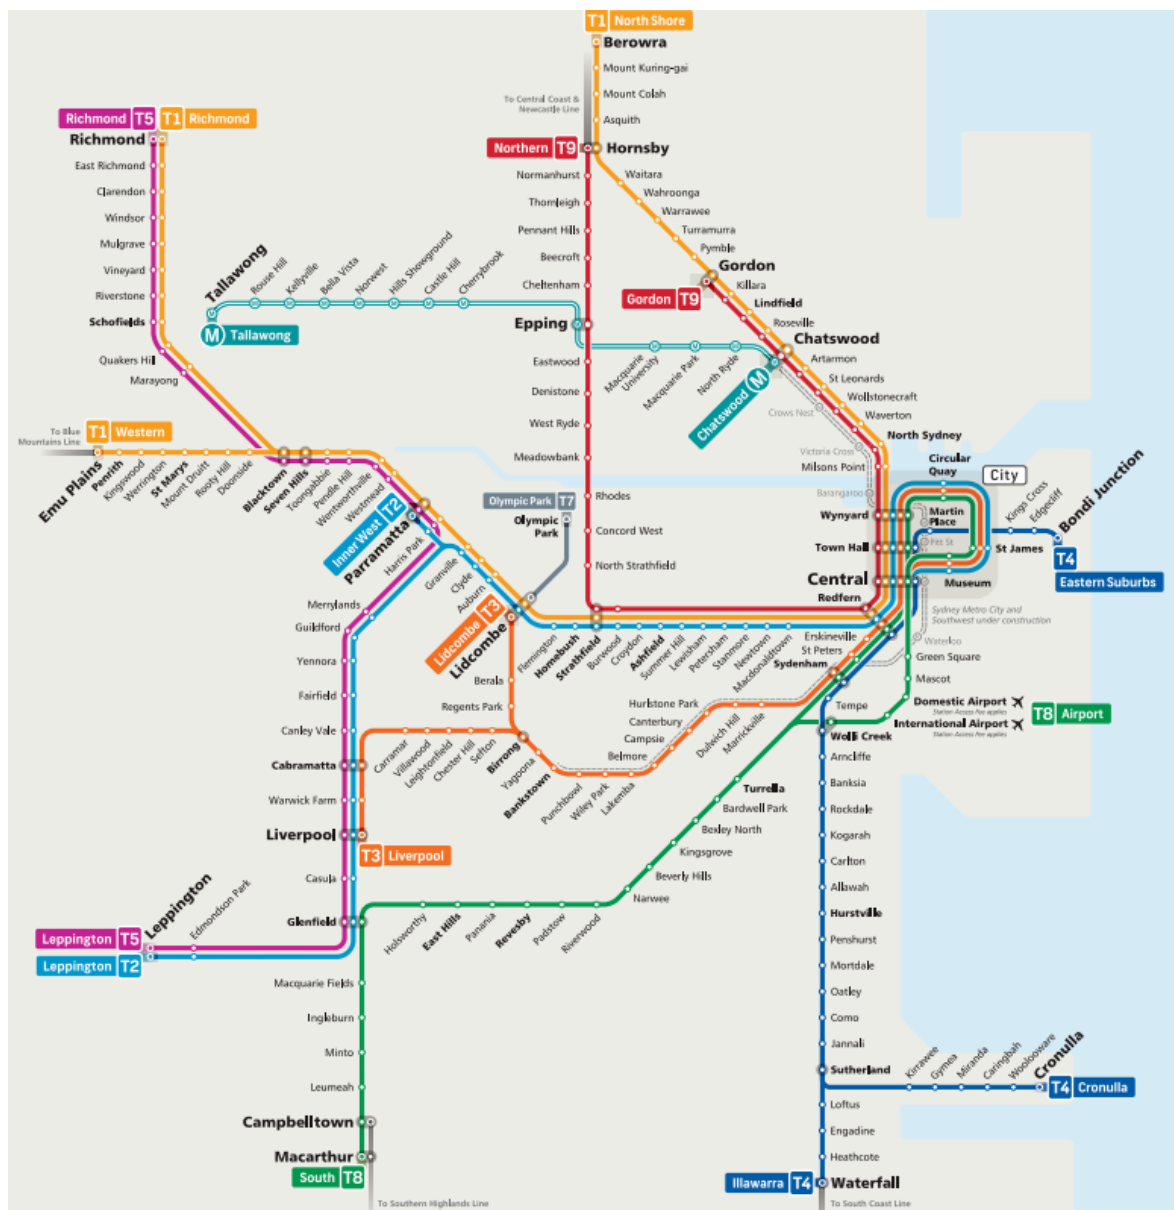 T1 North Shore
Berowra
Mount Kuring-gai
To Central Coast &
Newcastle Line
Mount Colah
Asquith
Richmond T5
T1 Richmond
Richmond
Northern T9
Hornsby
East Richmond
Normanhurst
Waitara
Clarendon
Wahroonga
Thornleigh
Warrawee
Windsor
Pennant Hills
Turramurra
Mulgrave
Pymble
Beecroft
Vineyard
Gordon
Cheltenham
Killara
Gordon T9
Lindfield
Riverstone
Roseville
Schofields
Tallawong
Rouse Hill
Kellyville
Bella Vista
Norwest
Hills Showground
Castle Hill
Cherrybrook
M Tallawong
Epping
Chatswood
Quakers Hill
Marayong
Eastwood
Macquarie
University
Macquarie Park
North Ryde
Chatswood M
Artarmon
St Leonards
Denistone
Wollstonecraft
Crows Nest
Waverton
West Ryde
North Sydney
To Blue
Mountains Line
T1 Western
Victoria Cross
Meadowbank
Milsons Point
Circular
Quay
City
Emu Plains
Penrith
Kingswood
Werrington
St Marys
Mount Druitt
Rooty Hill
Doonside
Blacktown
Seven Hills
Toongabbie
Pendle Hill
Wentworthville
Westmead
Inner West T2
Parramatta
Harris Park
Olympic Park T7
Olympic
Park
Rhodes
Barangaroo
Wynyard
Martin
Place
Kings Cross
Edgecliff
Bondi Junction
Concord West
Town Hall
Pitt St
St James
T4
Eastern Suburbs
North Strathfield
Central
Museum
Granville
Clyde
Auburn
Redfern
Lidcombe T3
Lidcombe
Merrylands
Guildford
Sydney Metro City and
Southwest under construction
Flemington
Homebush
Strathfield
Burwood
Croydon
Ashfield
Summer Hill
Lewisham
Petersham
Stanmore
Newtown
Macdonaldtown
Erskineville
St Peters
Sydenham
Waterloo
Green Square
Yennora
Berala
Mascot
Fairfield
Regents Park
Hurlstone Park
Canterbury
Campsie
Belmore
Dulwich Hill
Marrickville
Tempe
Domestic Airport
Station Access Fee applies
International Airport
Station Access Fee applies
T8 Airport
Canley Vale
Wolli Creek
Carramar
Villawood
Leightonfield
Chester Hill
Sefton
Birrong
Yagoona
Bankstown
Punchbowl
Wiley Park
Lakemba
Arncliffe
Cabramatta
Banksia
Turrella
Warwick Farm
Bardwell Park
Rockdale
Bexley North
Liverpool
Kogarah
T3 Liverpool
Kingsgrove
Carlton
Beverly Hills
Casula
Allawah
Narwee
Leppington
Edmondson Park
Glenfield
Holsworthy
East Hills
Panania
Revesby
Padstow
Riverwood
Hurstville
Leppington T5
Leppington T2
Penshurst
Mortdale
Macquarie Fields
Oatley
Ingleburn
Como
Minto
Jannali
Sutherland
Kirrawee
Gymea
Miranda
Caringbah
Woolooware
Cronulla
T4 Cronulla
Leumeah
Loftus
Campbelltown
Engadine
Macarthur
Heathcote
South T8
Illawarra T4
Waterfall
To Southern Highlands Line
To South Coast Line